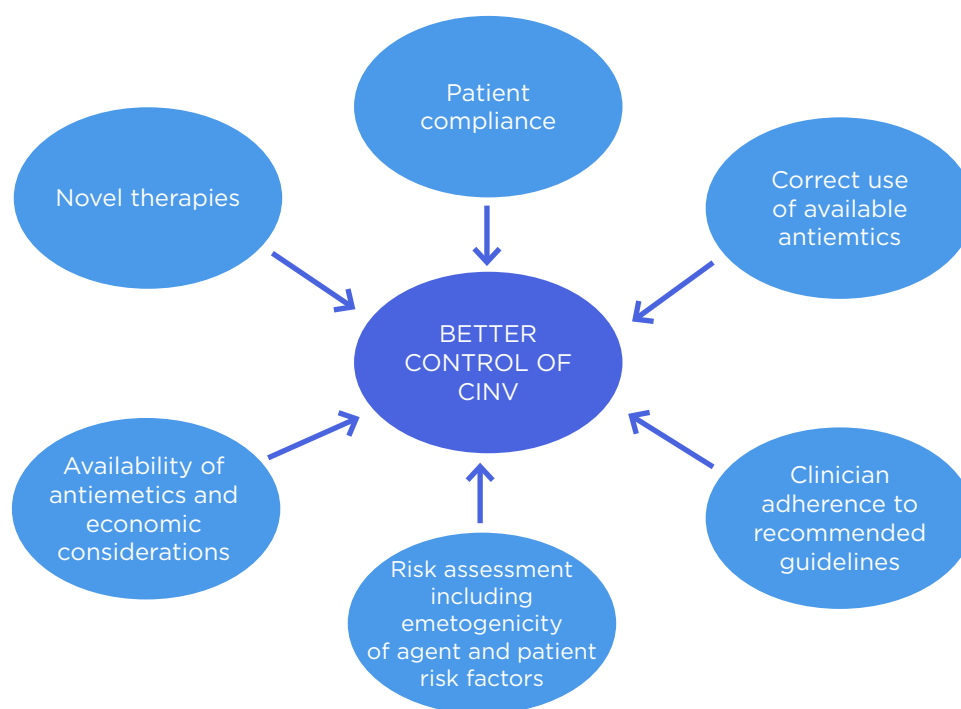 Patient
compliance
Novel therapies
Correct use
of available
antiemtics
BETTER
CONTROL OF
CINV
Availability of
antiemetics and
economic
considerations
Clinician
adherence to
recommended
guidelines
Risk assessment
including
emetogenicity
of agent and patient
risk factors